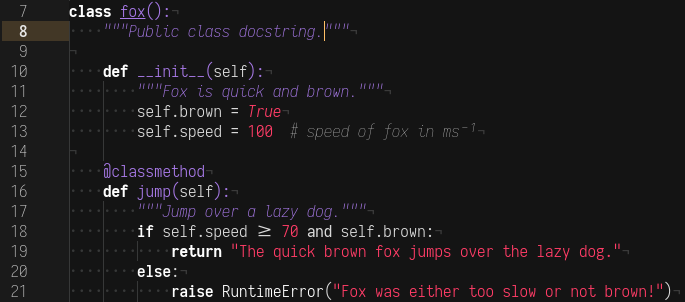 7 class fox():¬
8 ····"""Public class docstring."""¬
9 ¬
10 ····def __init__(self):¬
11 ········"""Fox is quick and brown."""¬
12 ········self.brown = True¬
13 ········self.speed = 100  # speed of fox in ms⁻¹¬
14 ¬
15 ····@classmethod¬
16 ····def jump(self):¬
17 ········"""Jump over a lazy dog."""¬
18 ········if self.speed ≥ 70 and self.brown:¬
19 ············return "The quick brown fox jumps over the lazy dog."¬
20 ········else:¬
21 ············raise RuntimeError("Fox was either too slow or not brown!")¬